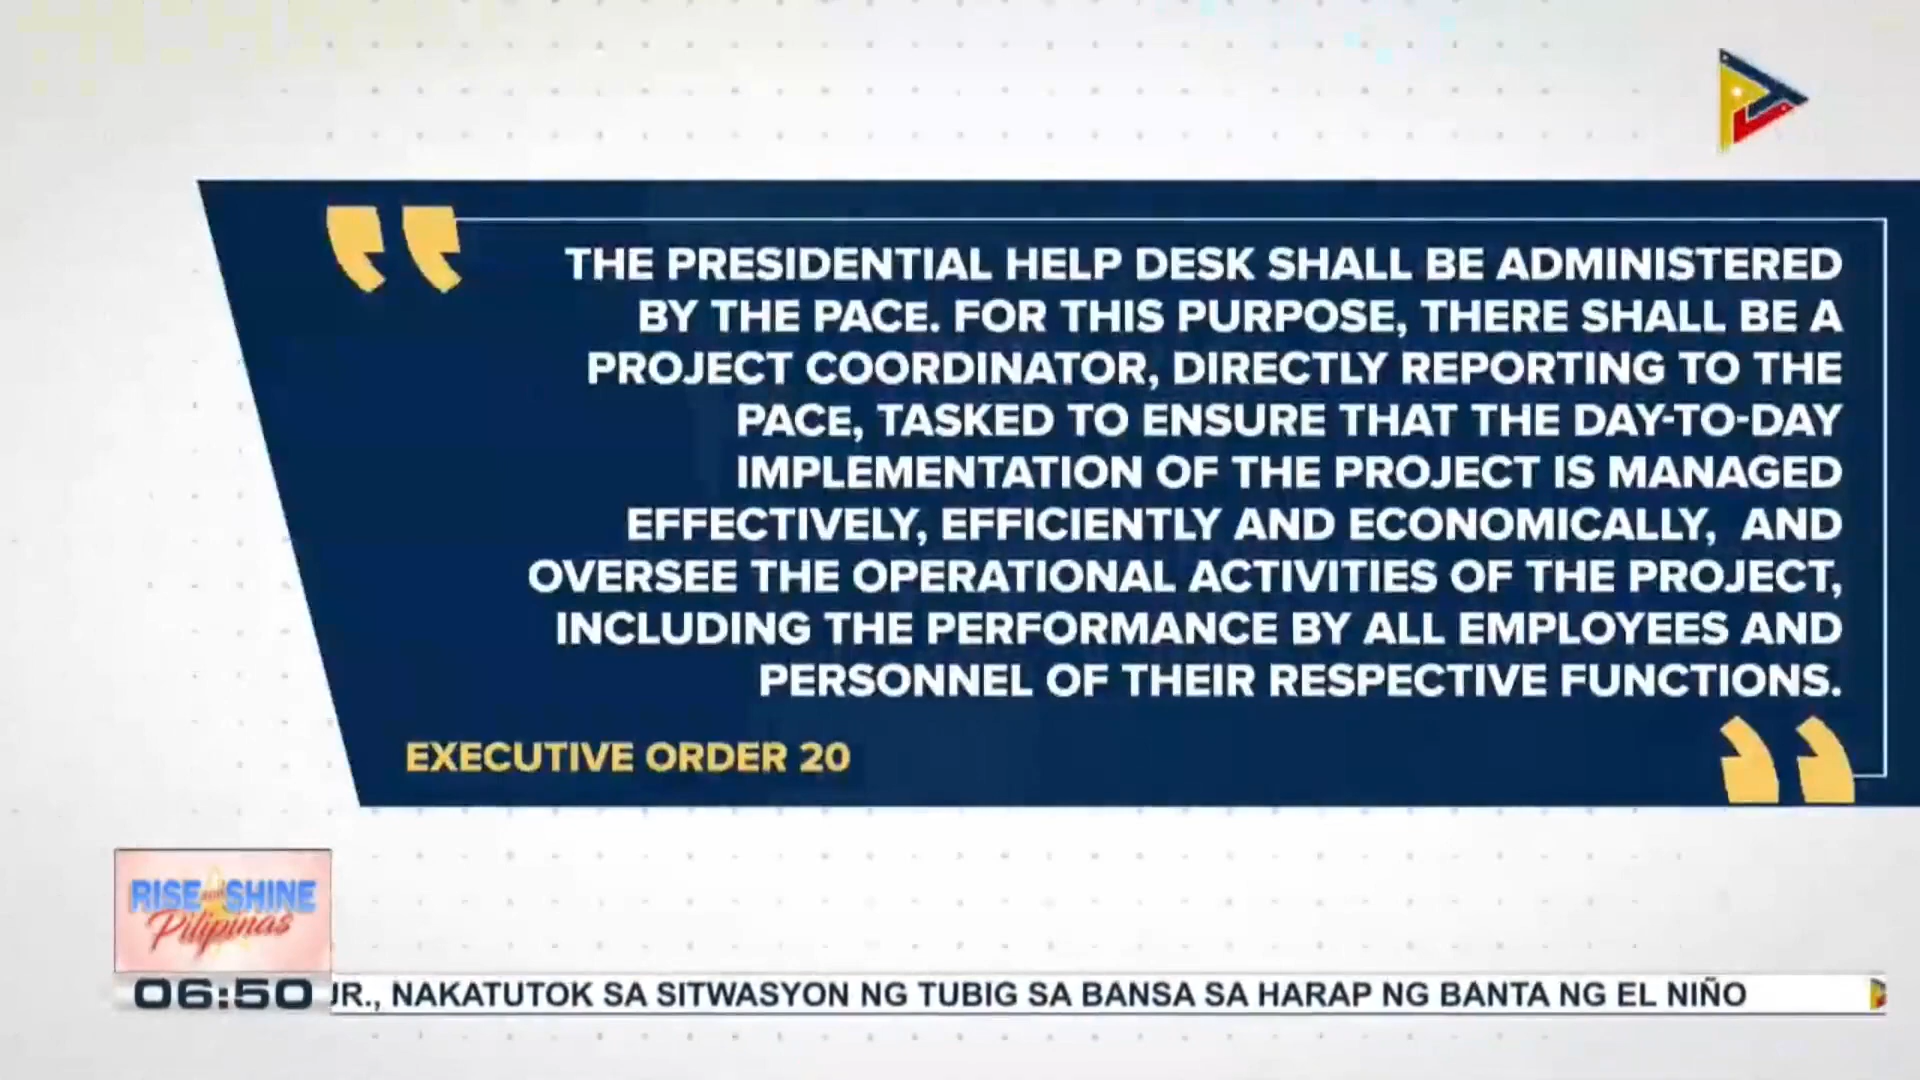 THE PRESIDENTIAL HELP DESK SHALL BE ADMINISTERED
BY THE PACE. FOR THIS PURPOSE, THERE SHALL BE A
PROJECT COORDINATOR, DIRECTLY REPORTING TO THE
PACE, TASKED TO ENSURE THAT THE DAY-TO-DAY
IMPLEMENTATION OF THE PROJECT IS MANAGED
EFFECTIVELY, EFFICIENTLY AND ECONOMICALLY, AND
OVERSEE THE OPERATIONAL ACTIVITIES OF THE PROJECT,
INCLUDING THE PERFORMANCE BY ALL EMPLOYEES AND
PERSONNEL OF THEIR RESPECTIVE FUNCTIONS.
EXECUTIVE ORDER 20
RISE and SHINE
Pilipinas
06:50
JR., NAKATUTOK SA SITWASYON NG TUBIG SA BANSA SA HARAP NG BANTA NG EL NIÑO